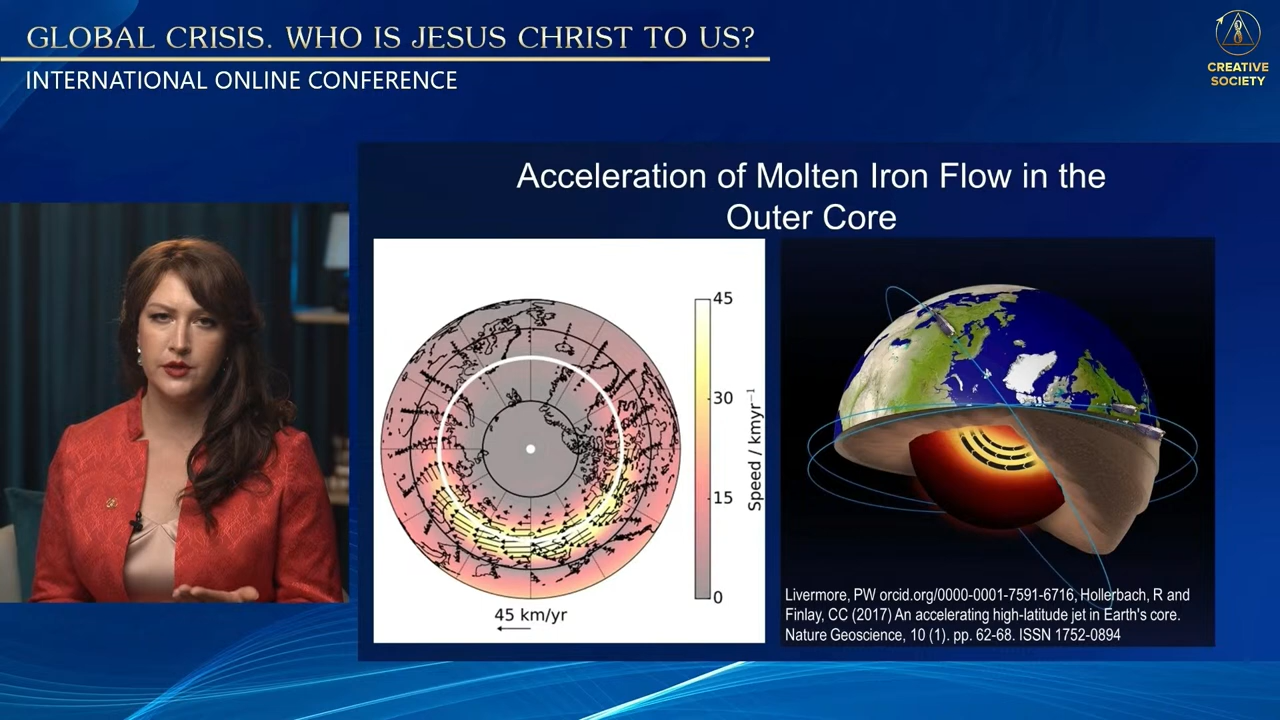 GLOBAL CRISIS. WHO IS JESUS CHRIST TO US?
INTERNATIONAL ONLINE CONFERENCE
CREATIVE
SOCIETY
Acceleration of Molten Iron Flow in the
Outer Core
45
30
15
0
Speed / kmyr⁻¹
45 km/yr
Livermore, PW orcid.org/0000-0001-7591-6716, Hollerbach, R and
Finlay, CC (2017) An accelerating high-latitude jet in Earth's core.
Nature Geoscience, 10 (1). pp. 62-68. ISSN 1752-0894